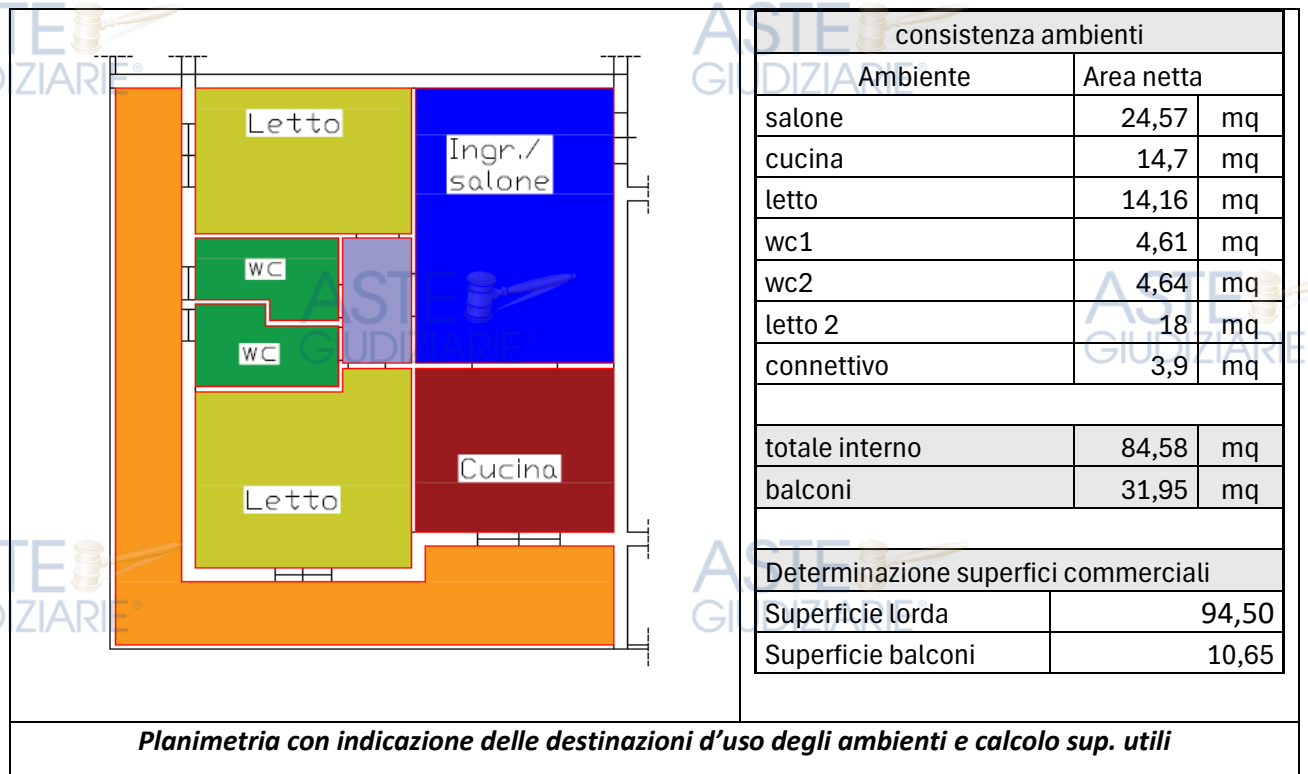 Letto
Ingr./
salone
wc
wc
Letto
Cucina
consistenza ambienti
Ambiente Area netta
salone 24,57 mq
cucina 14,7 mq
letto 14,16 mq
wc1 4,61 mq
wc2 4,64 mq
letto 2 18 mq
connettivo 3,9 mq
totale interno 84,58 mq
balconi 31,95 mq
Determinazione superfici commerciali
Superficie lorda 94,50
Superficie balconi 10,65
Planimetria con indicazione delle destinazioni d’uso degli ambienti e calcolo sup. utili
ASTE
GIUDIZIARIE®